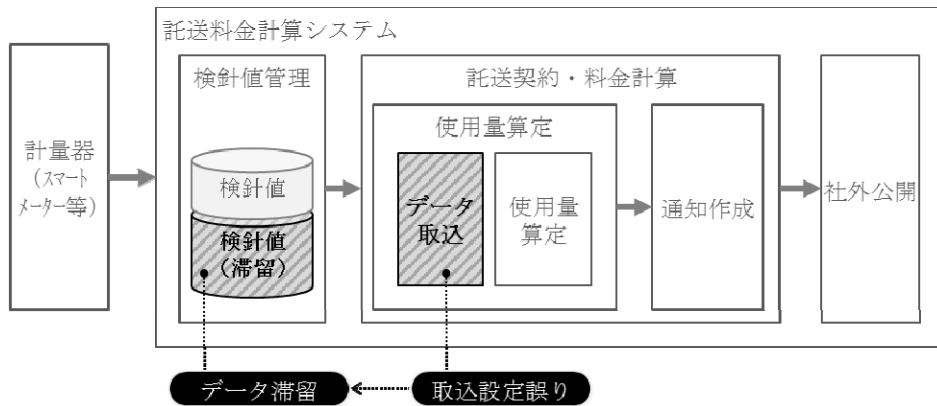 託送料金計算システム
計量器
(スマート
メーター等)
検針値管理
検針値
検針値
(滞留)
託送契約・料金計算
使用量算定
データ
取込
使用量
算定
通知作成
社外公開
データ滞留
取込設定誤り